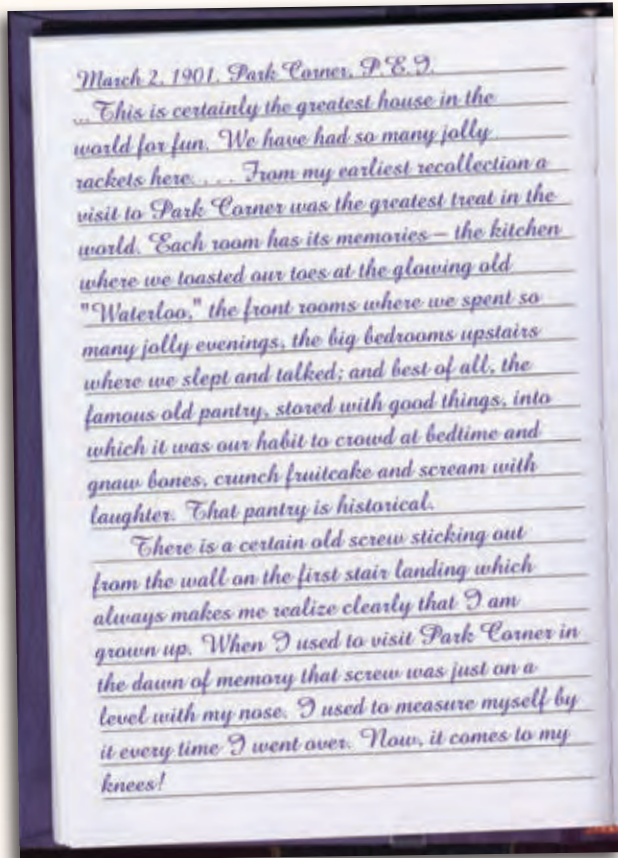 March 2, 1901. Park Corner, P.E.I.
... This is certainly the greatest house in the
world for fun. We have had so many jolly
rackets here. . . . From my earliest recollection a
visit to Park Corner was the greatest treat in the
world. Each room has its memories – the kitchen
where we toasted our toes at the glowing old
"Waterloo," the front rooms where we spent so
many jolly evenings, the big bedrooms upstairs
where we slept and talked; and best of all, the
famous old pantry, stored with good things, into
which it was our habit to crowd at bedtime and
gnaw bones, crunch fruitcake and scream with
laughter. That pantry is historical.
There is a certain old screw sticking out
from the wall on the first stair landing which
always makes me realize clearly that I am
grown up. When I used to visit Park Corner in
the dawn of memory that screw was just on a
level with my nose. I used to measure myself by
it every time I went over. Now, it comes to my
knees!